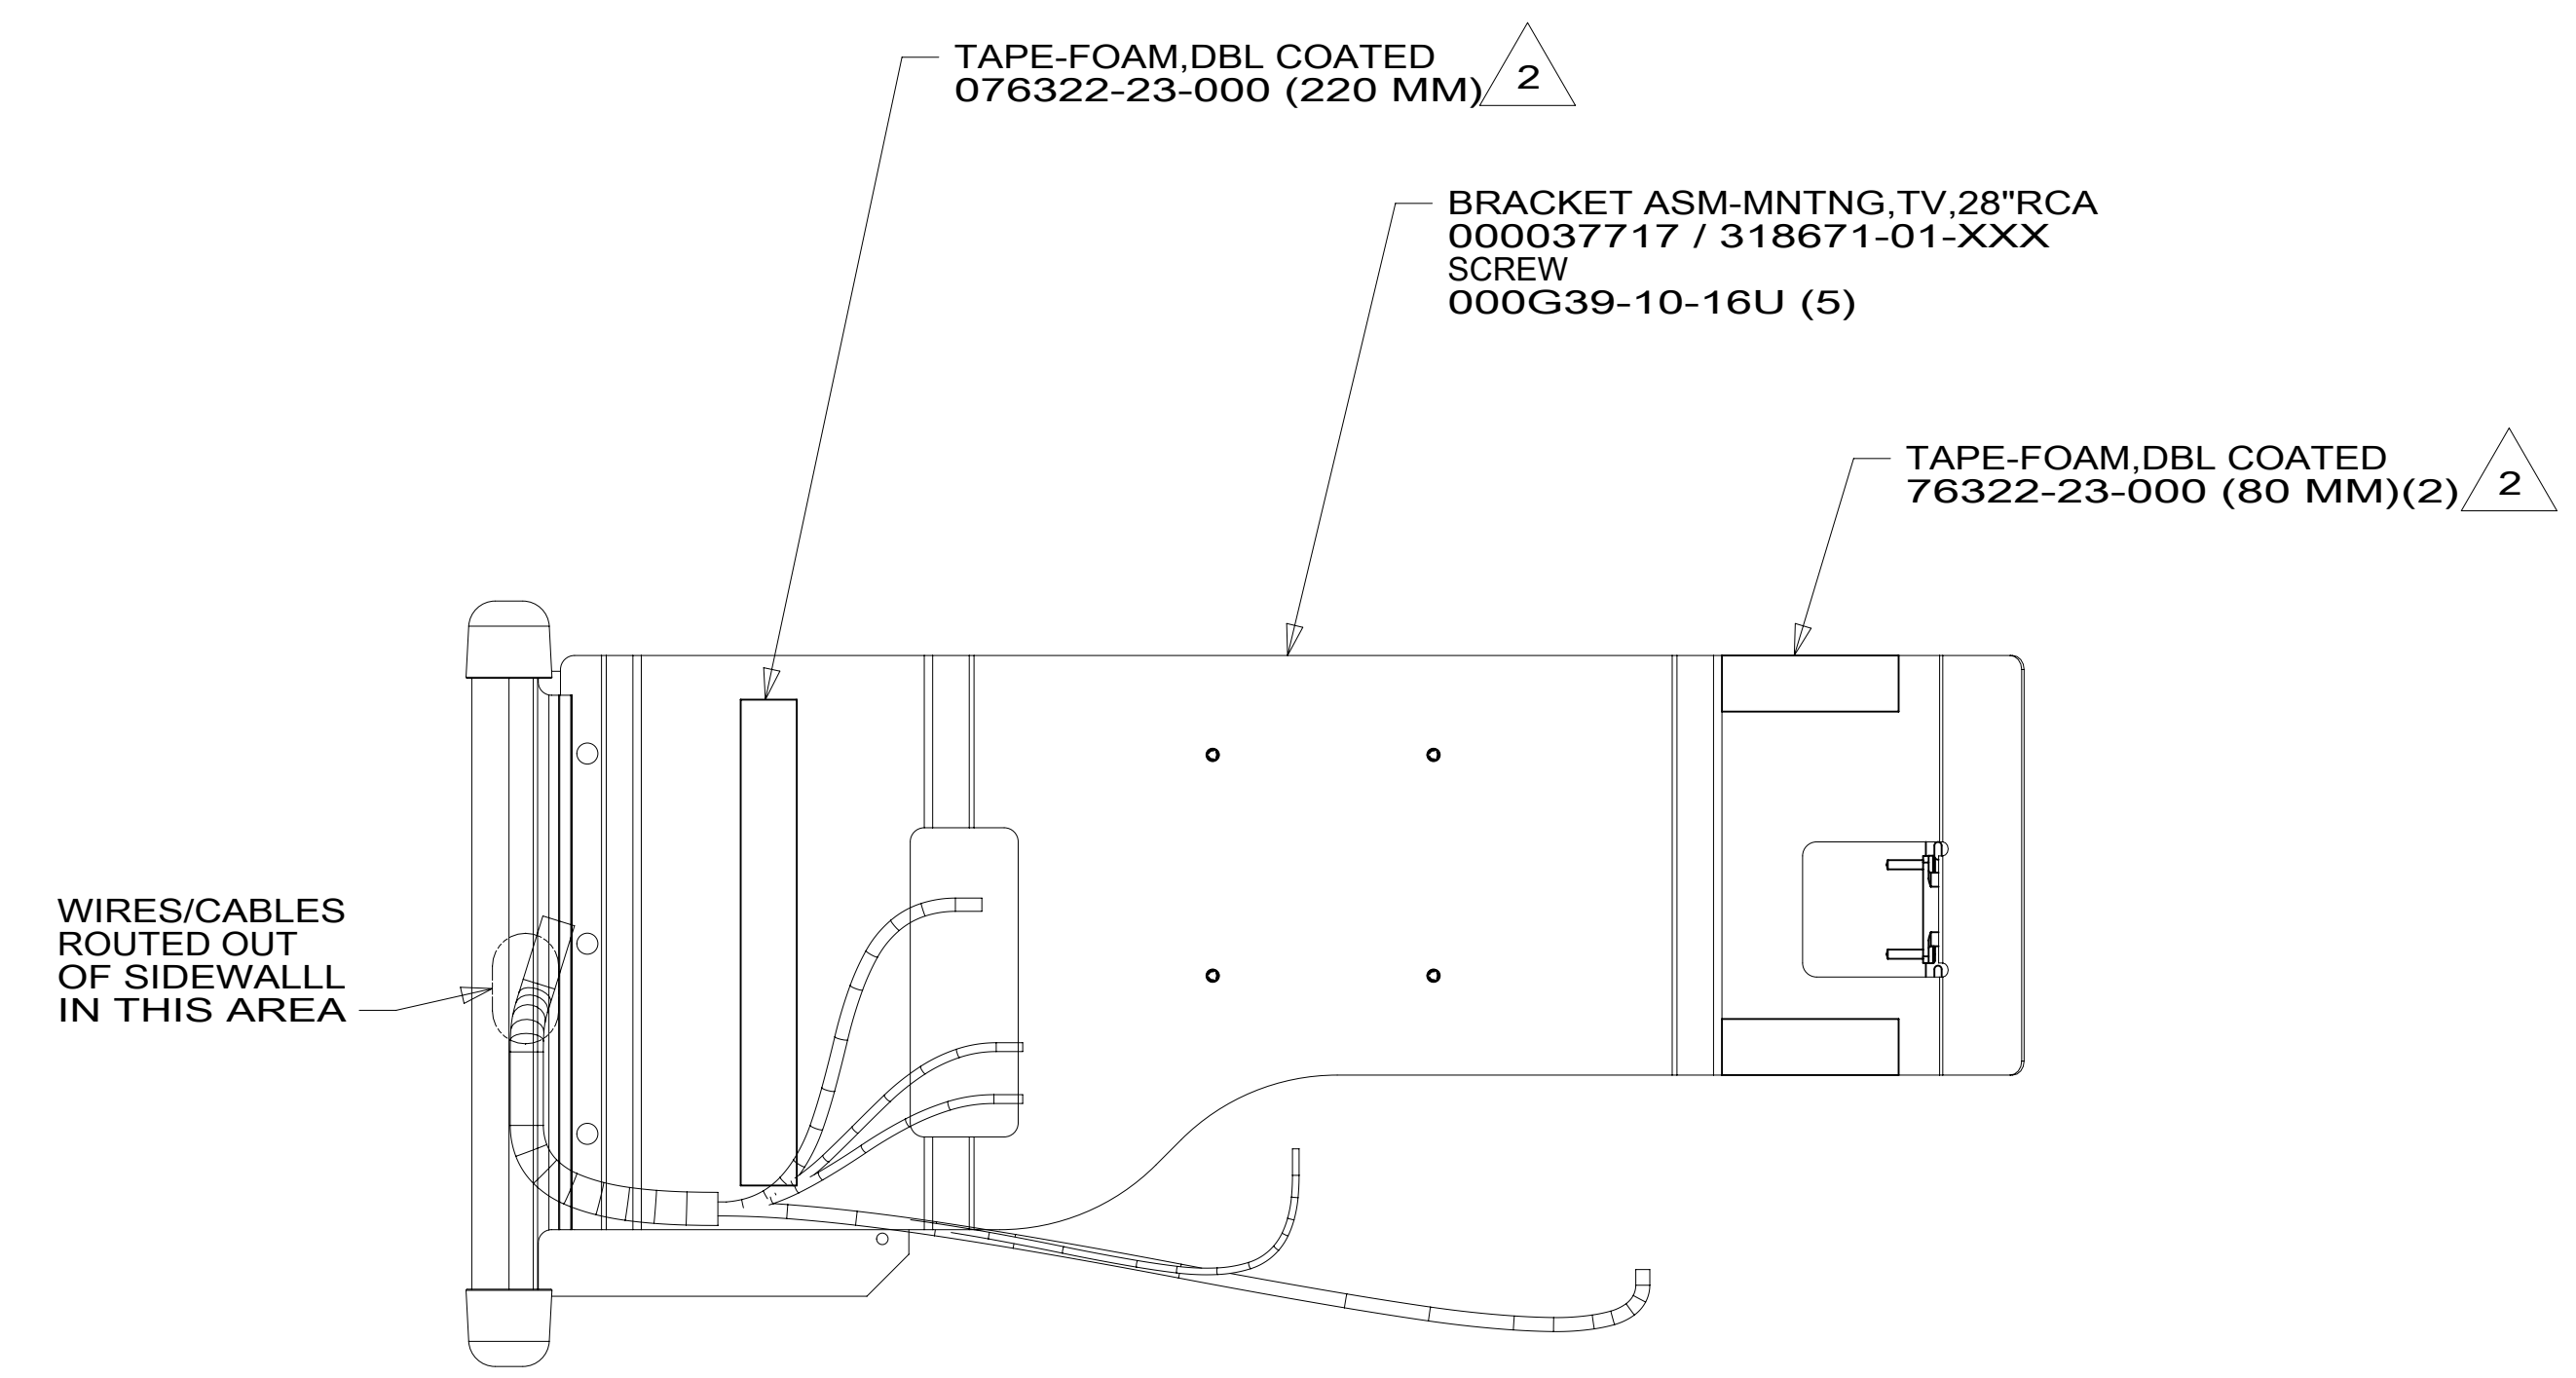 TAPE-FOAM,DBL COATED
076322-23-000 (220 MM) 2
BRACKET ASM-MNTNG,TV,28"RCA
000037717 / 318671-01-XXX
SCREW
000G39-10-16U (5)
TAPE-FOAM,DBL COATED
76322-23-000 (80 MM)(2) 2
WIRES/CABLES
ROUTED OUT
OF SIDEWALLL
IN THIS AREA